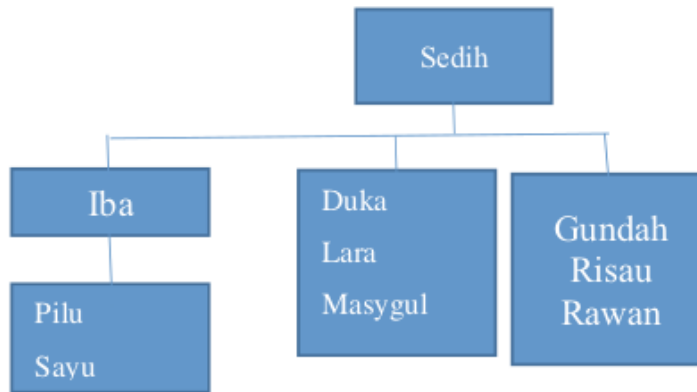 Sedih
Iba
Pilu
Sayu
Duka
Lara
Masygul
Gundah
Risau
Rawan